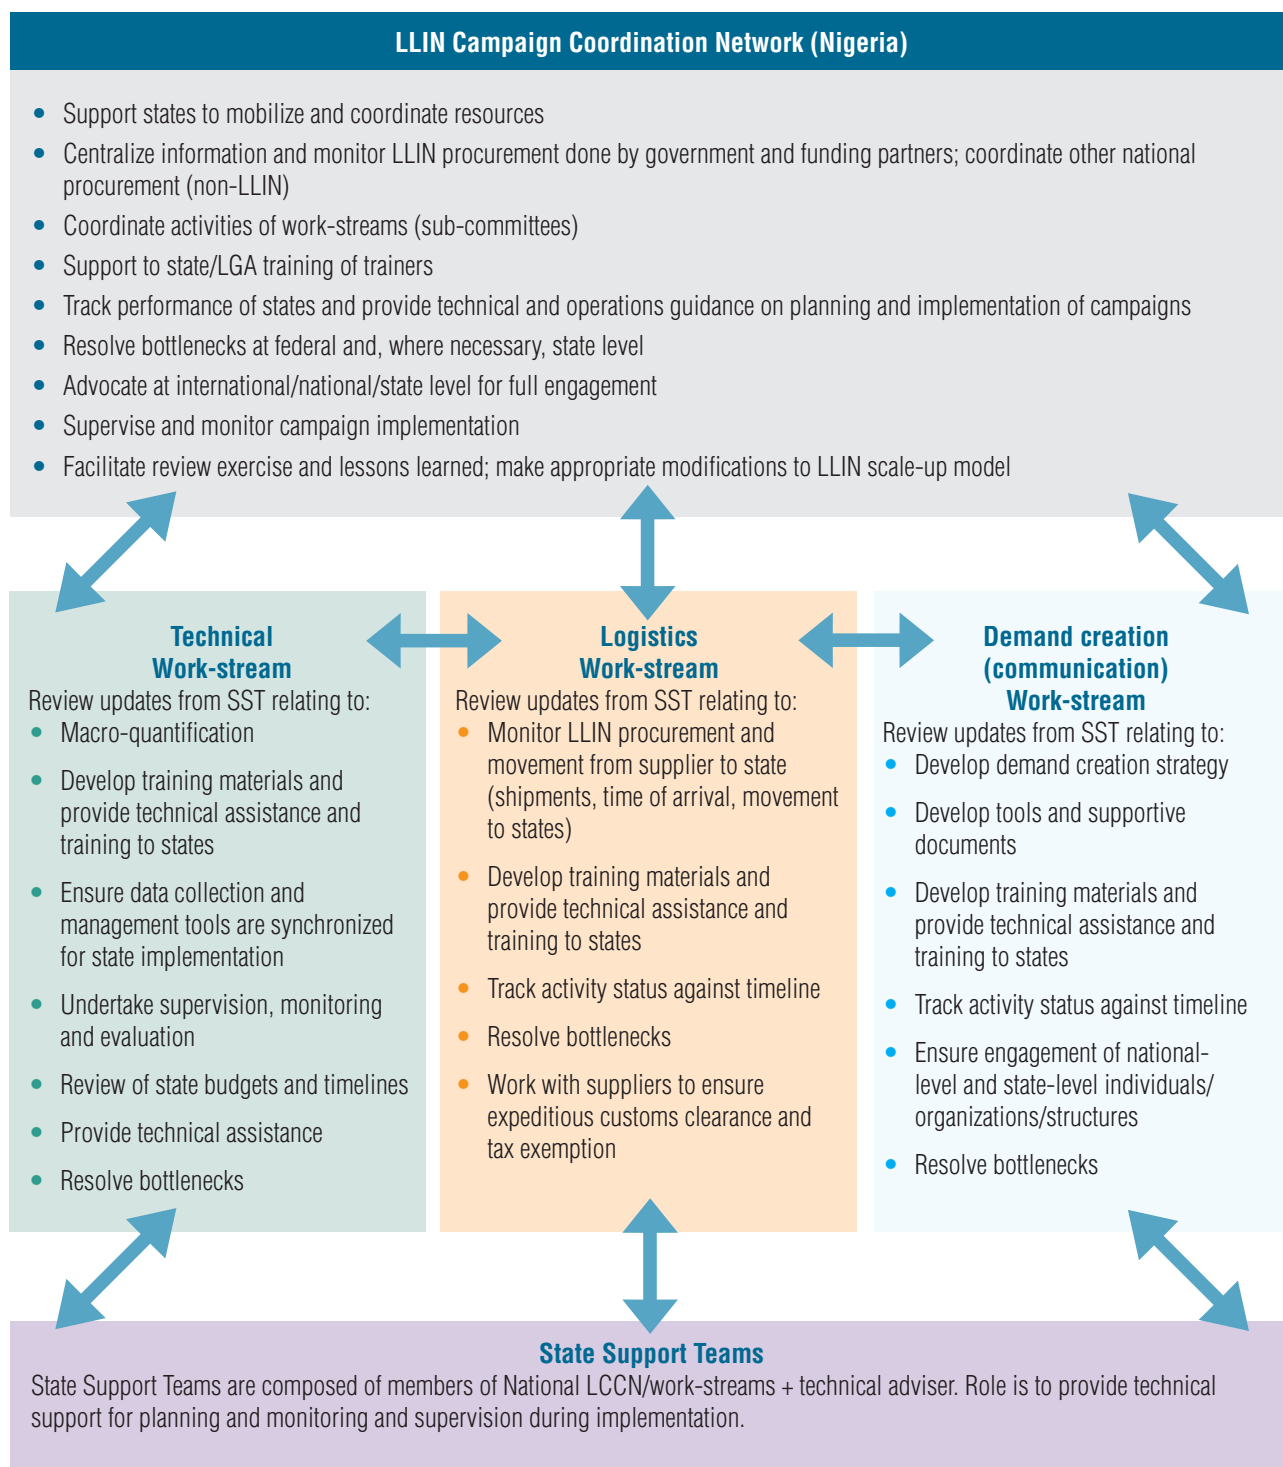 LLIN Campaign Coordination Network (Nigeria)
• Support states to mobilize and coordinate resources
• Centralize information and monitor LLIN procurement done by government and funding partners; coordinate other national
procurement (non-LLIN)
• Coordinate activities of work-streams (sub-committees)
• Support to state/LGA training of trainers
• Track performance of states and provide technical and operations guidance on planning and implementation of campaigns
• Resolve bottlenecks at federal and, where necessary, state level
• Advocate at international/national/state level for full engagement
• Supervise and monitor campaign implementation
• Facilitate review exercise and lessons learned; make appropriate modifications to LLIN scale-up model
Technical
Work-stream
Review updates from SST relating to:
• Macro-quantification
• Develop training materials and
provide technical assistance and
training to states
• Ensure data collection and
management tools are synchronized
for state implementation
• Undertake supervision, monitoring
and evaluation
• Review of state budgets and timelines
• Provide technical assistance
• Resolve bottlenecks
Logistics
Work-stream
Review updates from SST relating to:
• Monitor LLIN procurement and
movement from supplier to state
(shipments, time of arrival, movement
to states)
• Develop training materials and
provide technical assistance and
training to states
• Track activity status against timeline
• Resolve bottlenecks
• Work with suppliers to ensure
expeditious customs clearance and
tax exemption
Demand creation
(communication)
Work-stream
Review updates from SST relating to:
• Develop demand creation strategy
• Develop tools and supportive
documents
• Develop training materials and
provide technical assistance and
training to states
• Track activity status against timeline
• Ensure engagement of national-
level and state-level individuals/
organizations/structures
• Resolve bottlenecks
State Support Teams
State Support Teams are composed of members of National LCCN/work-streams + technical adviser. Role is to provide technical
support for planning and monitoring and supervision during implementation.